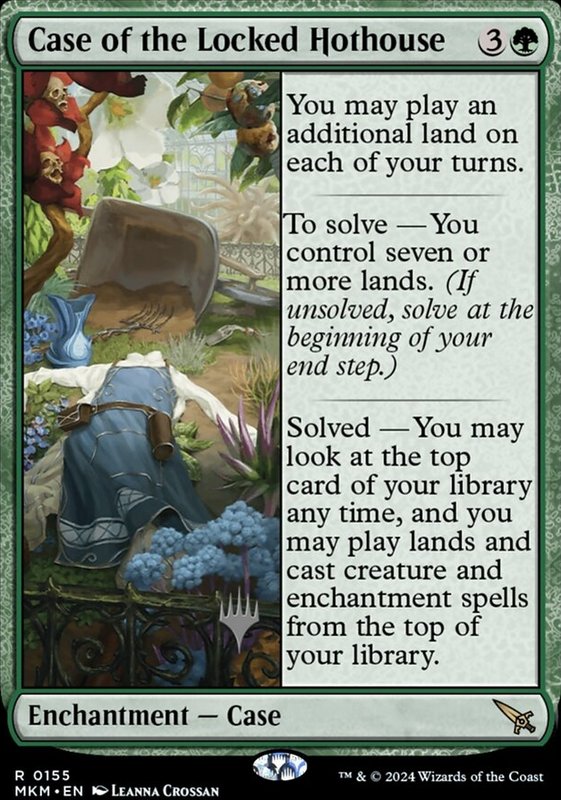 Case of the Locked Hothouse 3
You may play an
additional land on
each of your turns.
To solve — You
control seven or
more lands. (If
unsolved, solve at the
beginning of your
end step.)
Solved — You may
look at the top
card of your library
any time, and you
may play lands and
cast creature and
enchantment spells
from the top of
your library.
Enchantment — Case
R 0155
MKM • EN Leanna Crossan
™ & © 2024 Wizards of the Coast